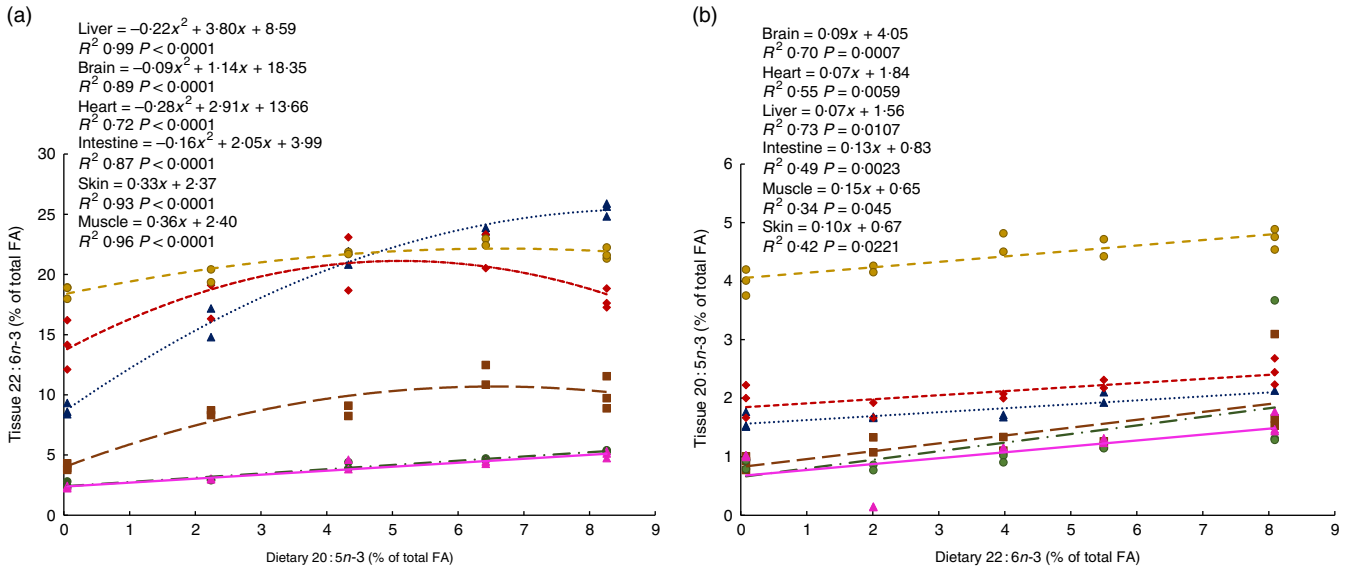 (a)
Liver = –0·22x² + 3·80x + 8·59
R² 0·99 P < 0·0001
Brain = –0·09x² + 1·14x + 18·35
R² 0·89 P < 0·0001
Heart = –0·28x² + 2·91x + 13·66
R² 0·72 P < 0·0001
Intestine = –0·16x² + 2·05x + 3·99
R² 0·87 P < 0·0001
Skin = 0·33x + 2·37
R² 0·93 P < 0·0001
Muscle = 0·36x + 2·40
R² 0·96 P < 0·0001
Tissue 22 : 6n-3 (% of total FA)
30
25
20
15
10
5
0
0 1 2 3 4 5 6 7 8 9
Dietary 20 : 5n-3 (% of total FA)
(b)
Brain = 0·09x + 4·05
R² 0·70 P = 0·0007
Heart = 0·07x + 1·84
R² 0·55 P = 0·0059
Liver = 0·07x + 1·56
R² 0·73 P = 0·0107
Intestine = 0·13x + 0·83
R² 0·49 P = 0·0023
Muscle = 0·15x + 0·65
R² 0·34 P = 0·045
Skin = 0·10x + 0·67
R² 0·42 P = 0·0221
Tissue 20 : 5n-3 (% of total FA)
6
5
4
3
2
1
0
0 1 2 3 4 5 6 7 8 9
Dietary 22 : 6n-3 (% of total FA)